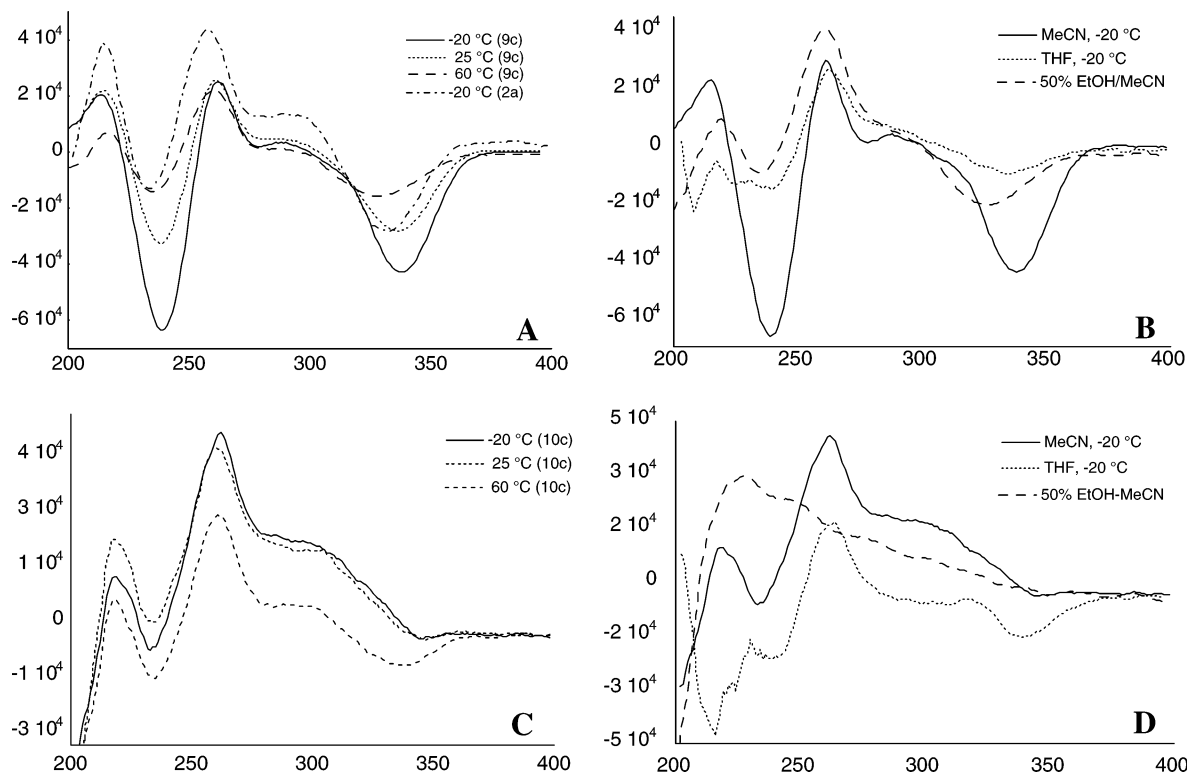 4 10⁴
2 10⁴
0
-2 10⁴
-4 10⁴
-6 10⁴
-20 °C (9c)
25 °C (9c)
60 °C (9c)
-20 °C (2a)
A
200 250 300 350 400
4 10⁴
2 10⁴
0
-2 10⁴
-4 10⁴
-6 10⁴
MeCN, -20 °C
THF, -20 °C
50% EtOH/MeCN
B
200 250 300 350 400
4 10⁴
3 10⁴
1 10⁴
0
-1 10⁴
-3 10⁴
-20 °C (10c)
25 °C (10c)
60 °C (10c)
C
200 250 300 350 400
5 10⁴
3 10⁴
2 10⁴
0
-2 10⁴
-3 10⁴
-5 10⁴
MeCN, -20 °C
THF, -20 °C
50% EtOH-MeCN
D
200 250 300 350 400